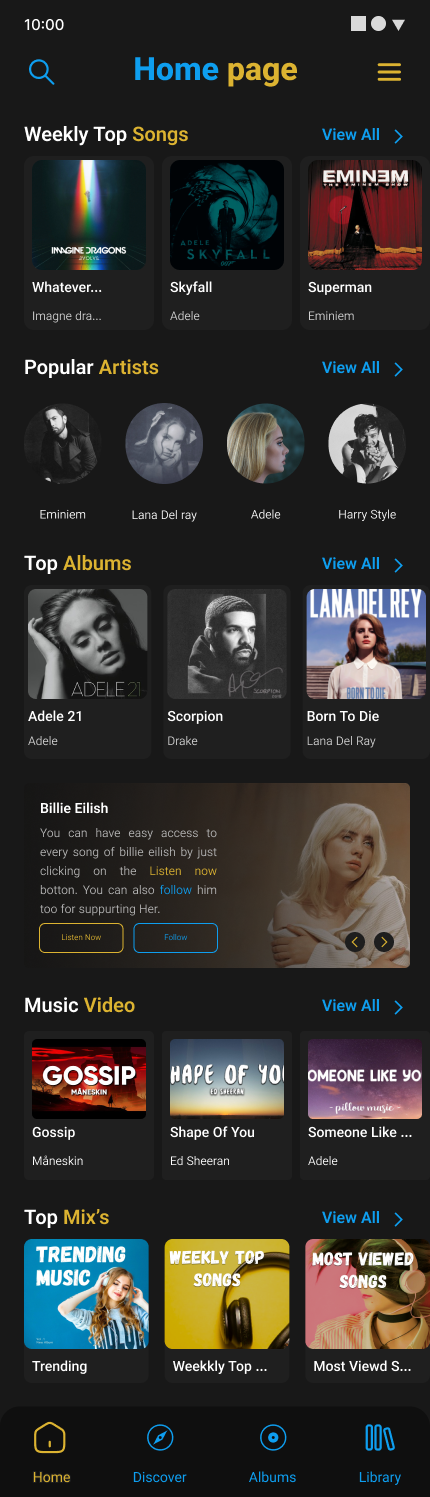 10:00
Home page
Weekly Top Songs
View All
IMAGINE DRAGONS
EVOLVE
ADELE
SKYFALL
007
EMINEM
THE EMINEM SHOW
Whatever...
Skyfall
Superman
Imagne dra...
Adele
Eminiem
Popular Artists
View All
Eminiem
Lana Del ray
Adele
Harry Style
Top Albums
View All
ADELE 21
SCORPION
LANA DEL REY
BORN TO DIE
Adele 21
Scorpion
Born To Die
Adele
Drake
Lana Del Ray
Billie Eilish
You can have easy access to
every song of billie eilish by just
clicking on the Listen now
botton. You can also follow him
too for suppurting Her.
Listen Now
Follow
Music Video
View All
GOSSIP
MÅNESKIN
HAPE OF YOU
ED SHEERAN
OMEONE LIKE YO
- pillow music -
Gossip
Shape Of You
Someone Like ...
Måneskin
Ed Sheeran
Adele
Top Mix's
View All
TRENDING
MUSIC
WEEKLY TOP
SONGS
MOST VIEWED
SONGS
Trending
Weekkly Top ...
Most Viewd S...
Home
Discover
Albums
Library